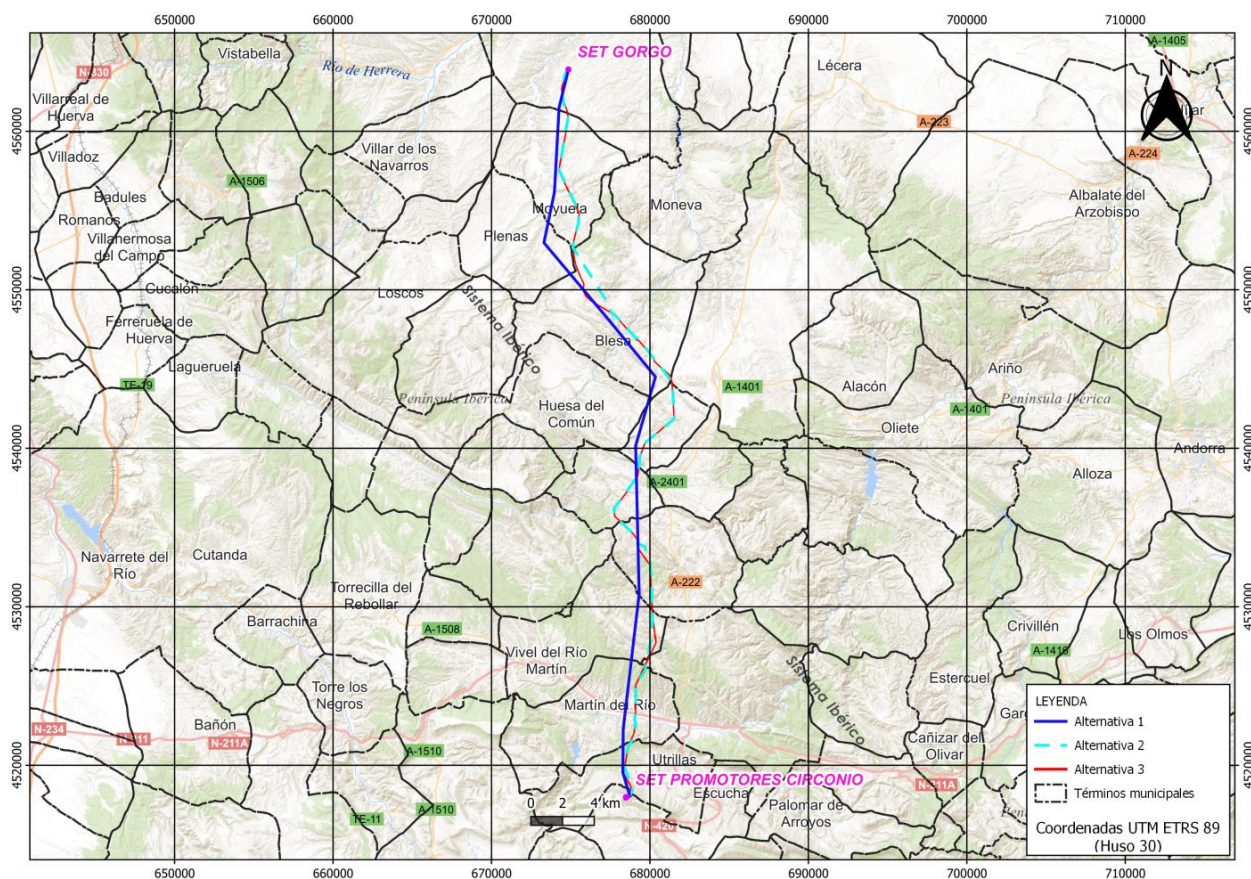 650000 660000 670000 680000 690000 700000 710000
A-1405
SET GORGO
Vistabella
Río de Herrera
Lécera
N-330
N
Villarreal de
Huerva
4560000
A-223
4560000
Villar de los
Navarros
Villadoz
A-224
A-1506
Badules
Albalate del
Arzobispo
Moyuela
Moneva
Romanos
Villahermosa
del Campo
Plenas
Cucalón
4550000
Loscos
4550000
Sistema Ibérico
Ferreruela de
Huerva
Blesa
Lagueruela
Ariño
A-1401
Alacón
Península Ibérica
Península Ibérica
Huesa del
Común
A-1401
Oliete
4540000
Andorra
4540000
A-2401
Alloza
Navarrete del
Río
Cutanda
Torrecilla del
Rebollar
A-222
4530000
4530000
Barrachina
Crivillén
A-1508
Los Olmos
A-1416
Vivel del Río
Martín
Sistema Ibérico
Estercuel
Torre los
Negros
Martín del Río
LEYENDA
Bañón
N-234
N-211A
Cañizar del
Olivar
Alternativa 1
A-1510
Alternativa 2
Utrillas
4520000
4520000
SET PROMOTORES CIRCONIO
Alternativa 3
Escucha
Términos municipales
0 2 4 km
A-1510
Palomar de
Arroyos
TE-11
N-420
Coordenadas UTM ETRS 89
(Huso 30)
650000 660000 670000 680000 690000 700000 710000